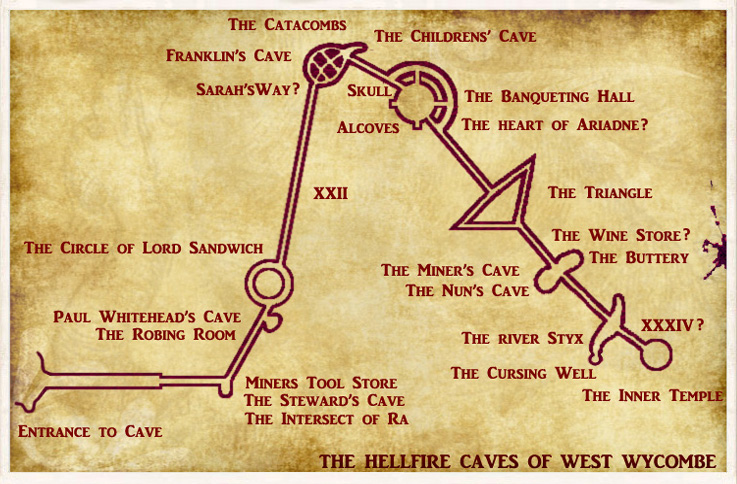 The Catacombs
The Childrens' Cave
Franklin's Cave
Sarah'sWay?
Skull
The Banqueting Hall
Alcoves
The heart of Ariadne?
XXII
The Triangle
The Wine Store?
The Circle of Lord Sandwich
The Buttery
The Miner's Cave
The Nun's Cave
Paul Whitehead's Cave
The Robing Room
XXXIV?
The river Styx
The Cursing Well
Miners Tool Store
The Steward's Cave
The Intersect of Ra
The Inner Temple
Entrance to Cave
THE HELLFIRE CAVES OF WEST WYCOMBE